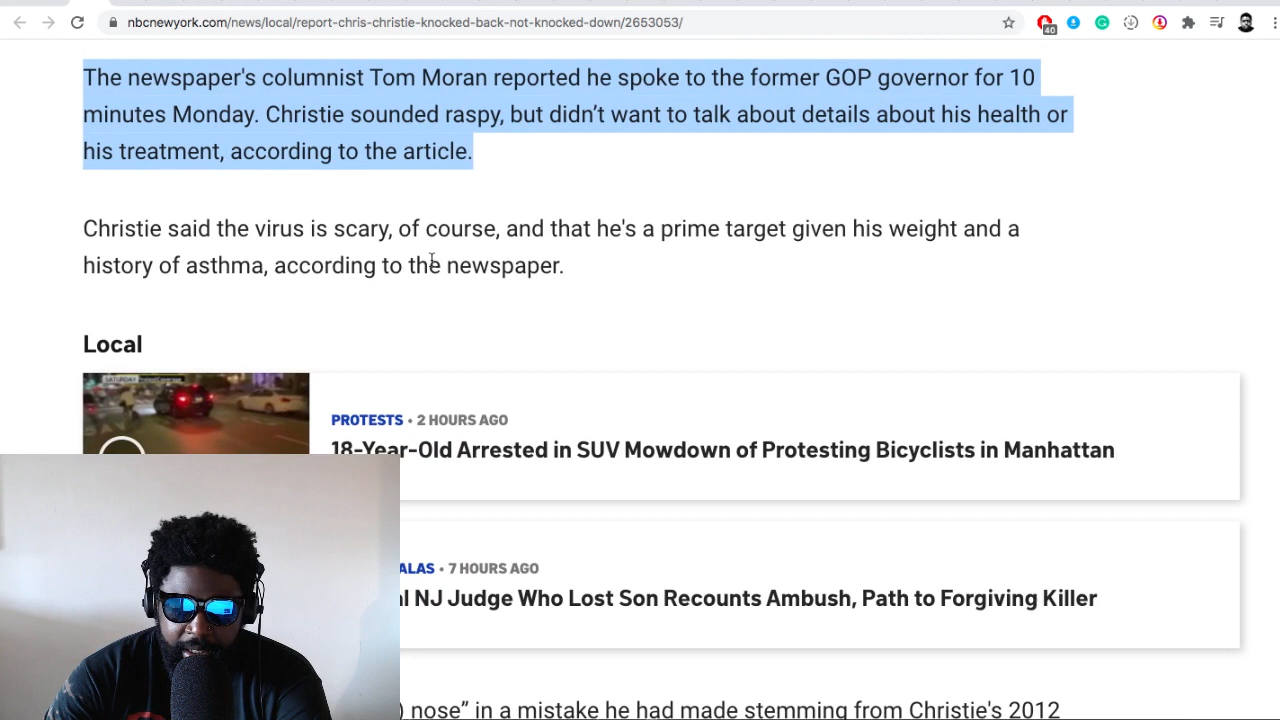 nbcnewyork.com/news/local/report-chris-christie-knocked-back-not-knocked-down/2653053/
40
The newspaper's columnist Tom Moran reported he spoke to the former GOP governor for 10
minutes Monday. Christie sounded raspy, but didn’t want to talk about details about his health or
his treatment, according to the article.
Christie said the virus is scary, of course, and that he's a prime target given his weight and a
history of asthma, according to the newspaper.
Local
PROTESTS • 2 HOURS AGO
18-Year-Old Arrested in SUV Mowdown of Protesting Bicyclists in Manhattan
ALAS • 7 HOURS AGO
al NJ Judge Who Lost Son Recounts Ambush, Path to Forgiving Killer
) nose” in a mistake he had made stemming from Christie's 2012